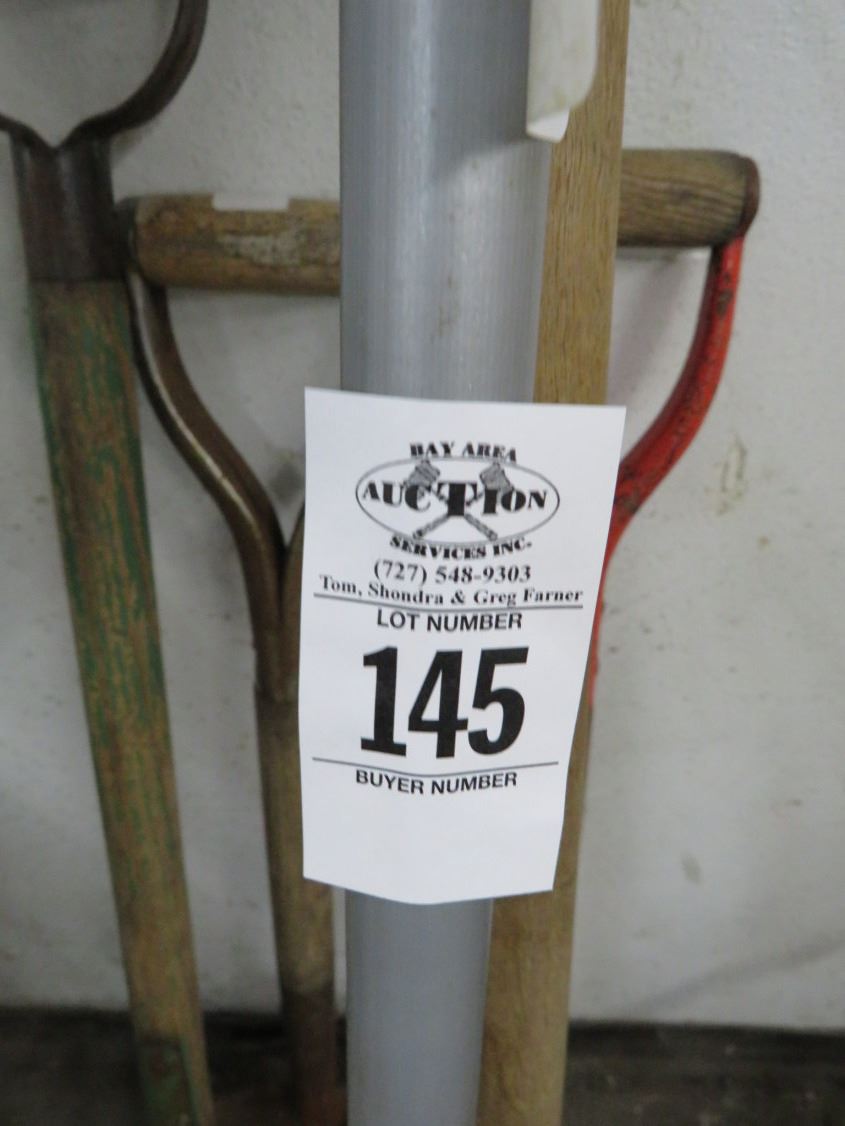 BAY AREA
AUCTION
SERVICES INC.
(727) 548-9303
Tom, Shondra & Greg Farner
LOT NUMBER
145
BUYER NUMBER